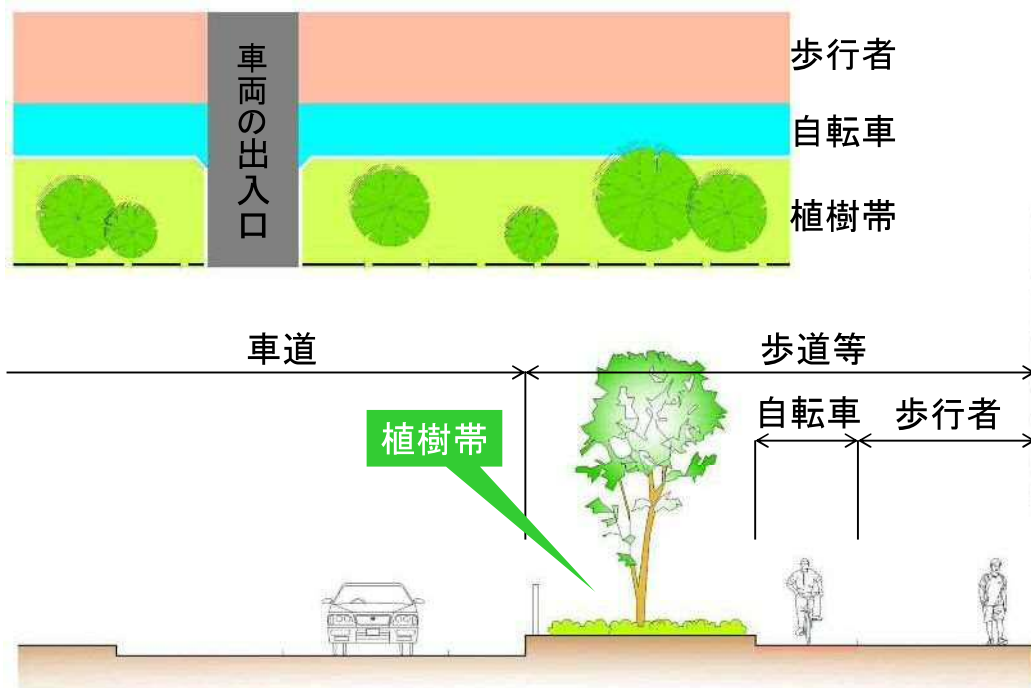 歩行者
車両の出入口
自転車
植樹帯
車道
歩道等
自転車
歩行者
植樹帯